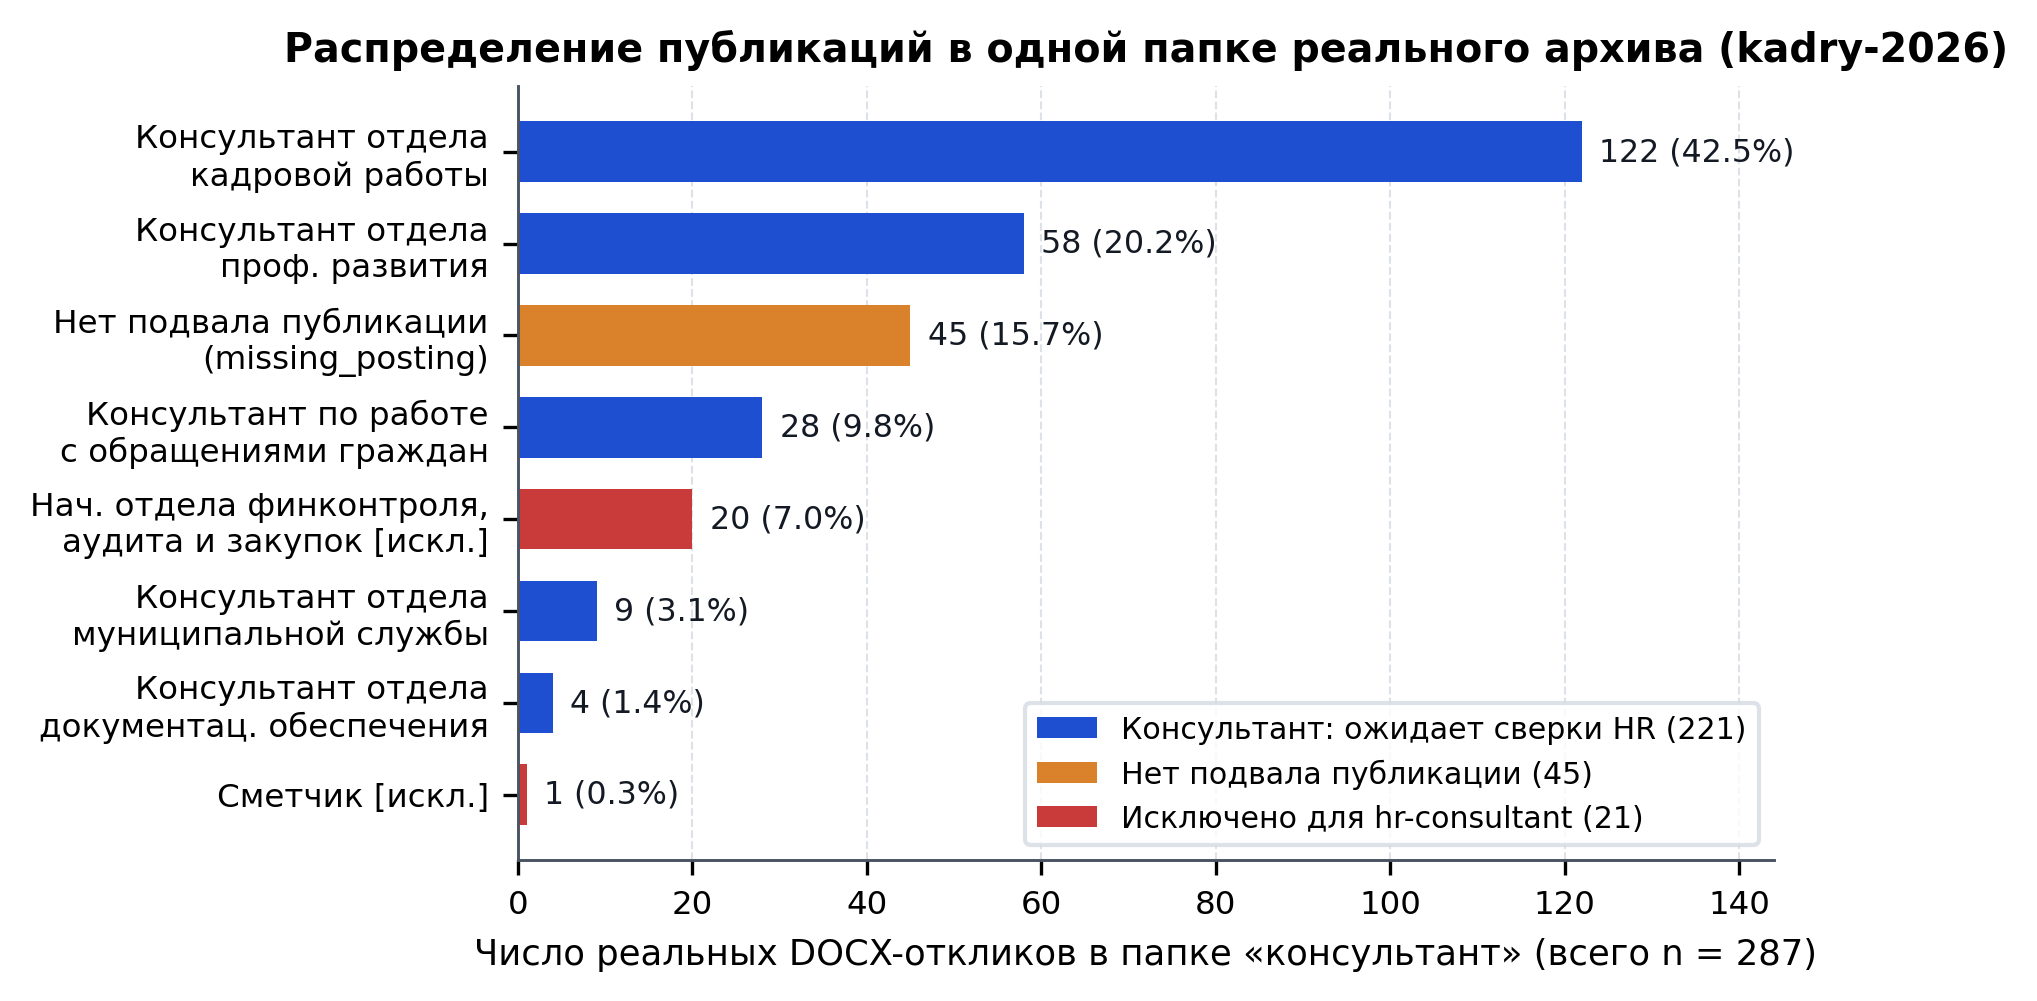 Распределение публикаций в одной папке реального архива (kadry-2026)
Консультант отдела
кадровой работы
122 (42.5%)
Консультант отдела
проф. развития
58 (20.2%)
Нет подвала публикации
(missing_posting)
45 (15.7%)
Консультант по работе
с обращениями граждан
28 (9.8%)
Нач. отдела финконтроля,
аудита и закупок [искл.]
20 (7.0%)
Консультант отдела
муниципальной службы
9 (3.1%)
Консультант отдела
документац. обеспечения
4 (1.4%)
Сметчик [искл.]
1 (0.3%)
Консультант: ожидает сверки HR (221)
Нет подвала публикации (45)
Исключено для hr-consultant (21)
0 20 40 60 80 100 120 140
Число реальных DOCX-откликов в папке «консультант» (всего n = 287)